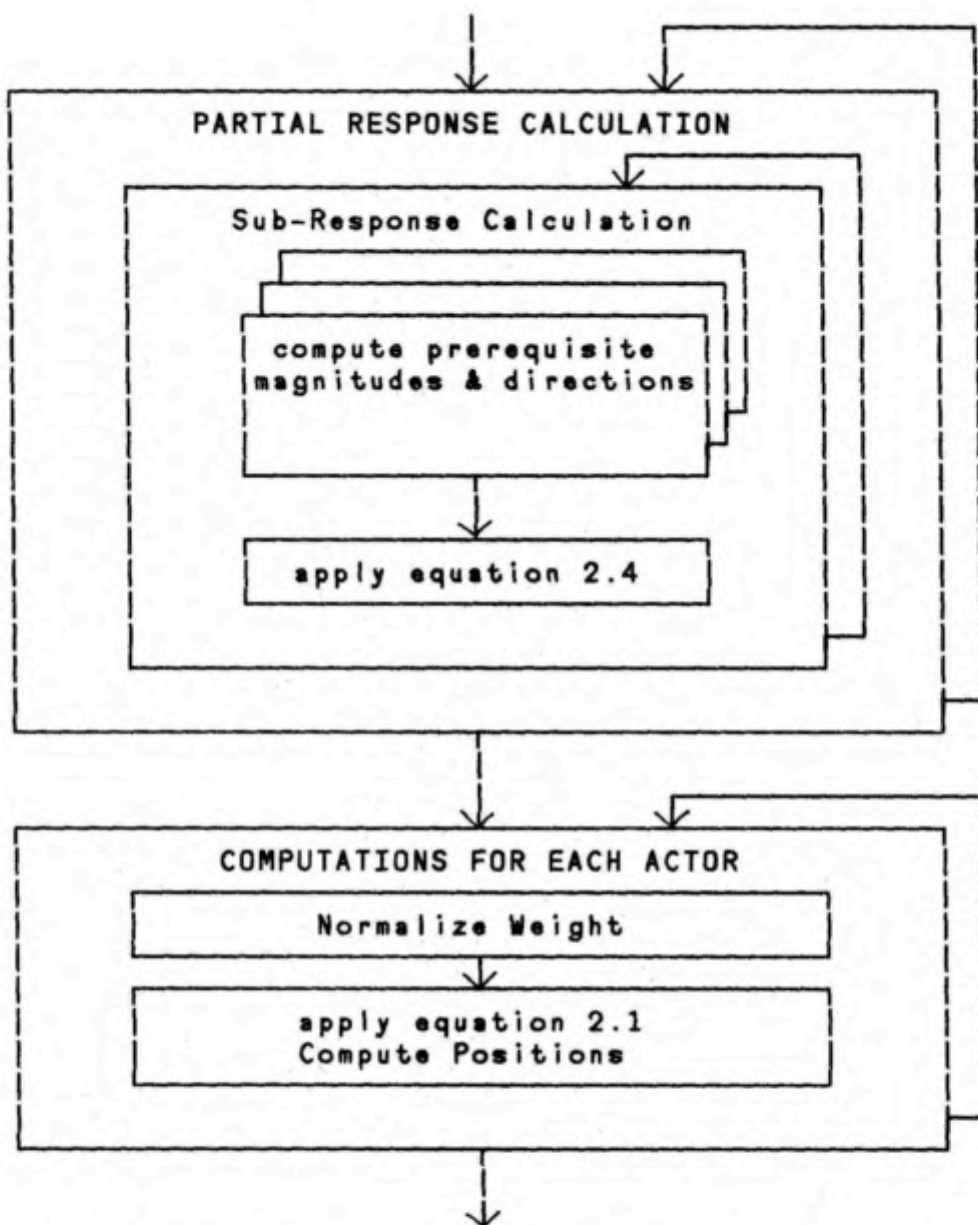 PARTIAL RESPONSE CALCULATION
Sub-Response Calculation
compute prerequisite
magnitudes & directions
apply equation 2.4
COMPUTATIONS FOR EACH ACTOR
Normalize Weight
apply equation 2.1
Compute Positions